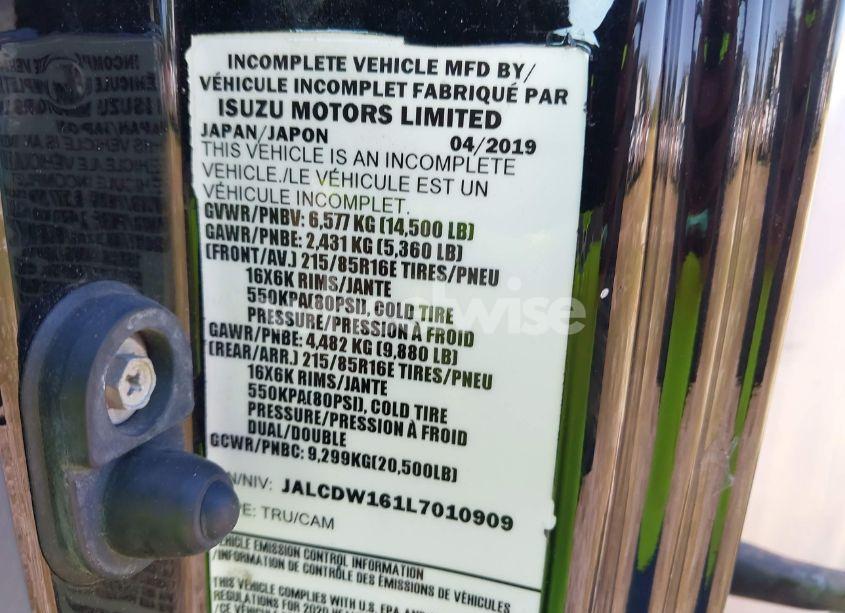 INCOMPLETE VEHICLE MFD BY/
VÉHICULE INCOMPLET FABRIQUÉ PAR
ISUZU MOTORS LIMITED
JAPAN/JAPON 04/2019
THIS VEHICLE IS AN INCOMPLETE
VEHICLE./LE VÉHICULE EST UN
VÉHICULE INCOMPLET.
GVWR/PNBV: 6,577 KG (14,500 LB)
GAWR/PNBE: 2,431 KG (5,360 LB)
(FRONT/AV.) 215/85R16E TIRES/PNEU
16X6K RIMS/JANTE
550KPA(80PSI), COLD TIRE
PRESSURE/PRESSION À FROID
GAWR/PNBE: 4,482 KG (9,880 LB)
(REAR/ARR.) 215/85R16E TIRES/PNEU
16X6K RIMS/JANTE
550KPA(80PSI), COLD TIRE
PRESSURE/PRESSION À FROID
DUAL/DOUBLE
GCWR/PNBC: 9,299KG(20,500LB)
/NIV: JALCDW161L7010909
: TRU/CAM
VEHICLE EMISSION CONTROL INFORMATION
/INFORMATION DE CONTRÔLE DES ÉMISSIONS DE VÉHICULES
THIS VEHICLE COMPLIES WITH U.S. EPA AND
REGULATIONS FOR 2020